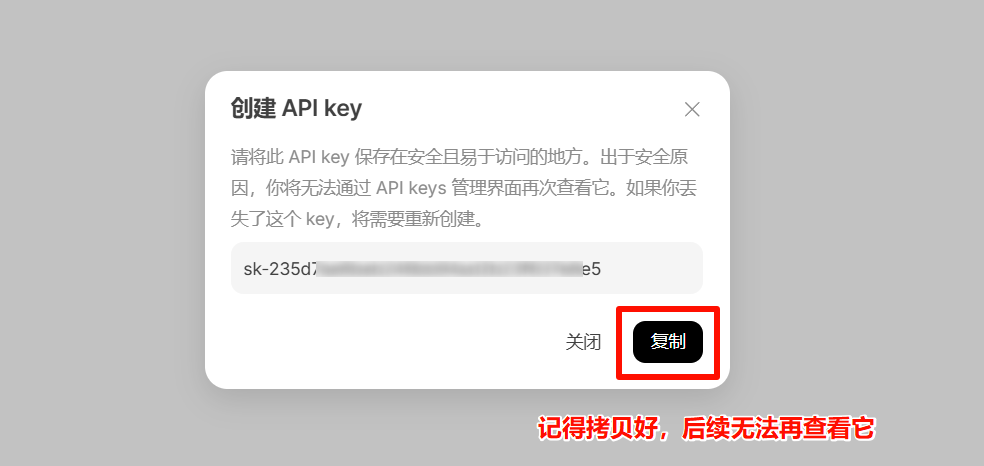 创建 API key
请将此 API key 保存在安全且易于访问的地方。出于安全原
因，你将无法通过 API keys 管理界面再次查看它。如果你丢
失了这个 key，将需要重新创建。
sk-235d7 e5
关闭
复制
记得拷贝好，后续无法再查看它